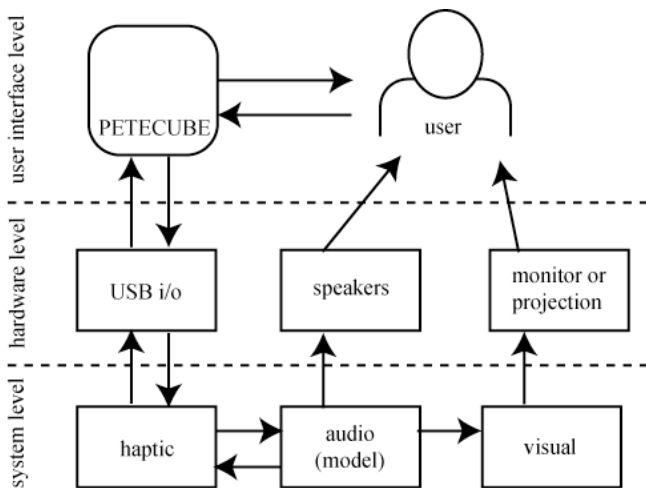 user interface level
PETECUBE
user
hardware level
USB i/o
speakers
monitor or
projection
system level
haptic
audio
(model)
visual